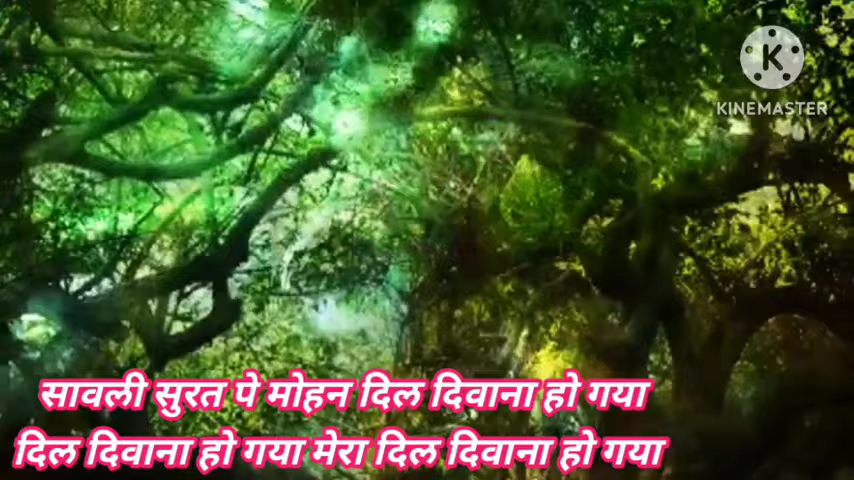 KINEMASTER
सावली सुरत पे मोहन दिल दिवाना हो गया
दिल दिवाना हो गया मेरा दिल दिवाना हो गया